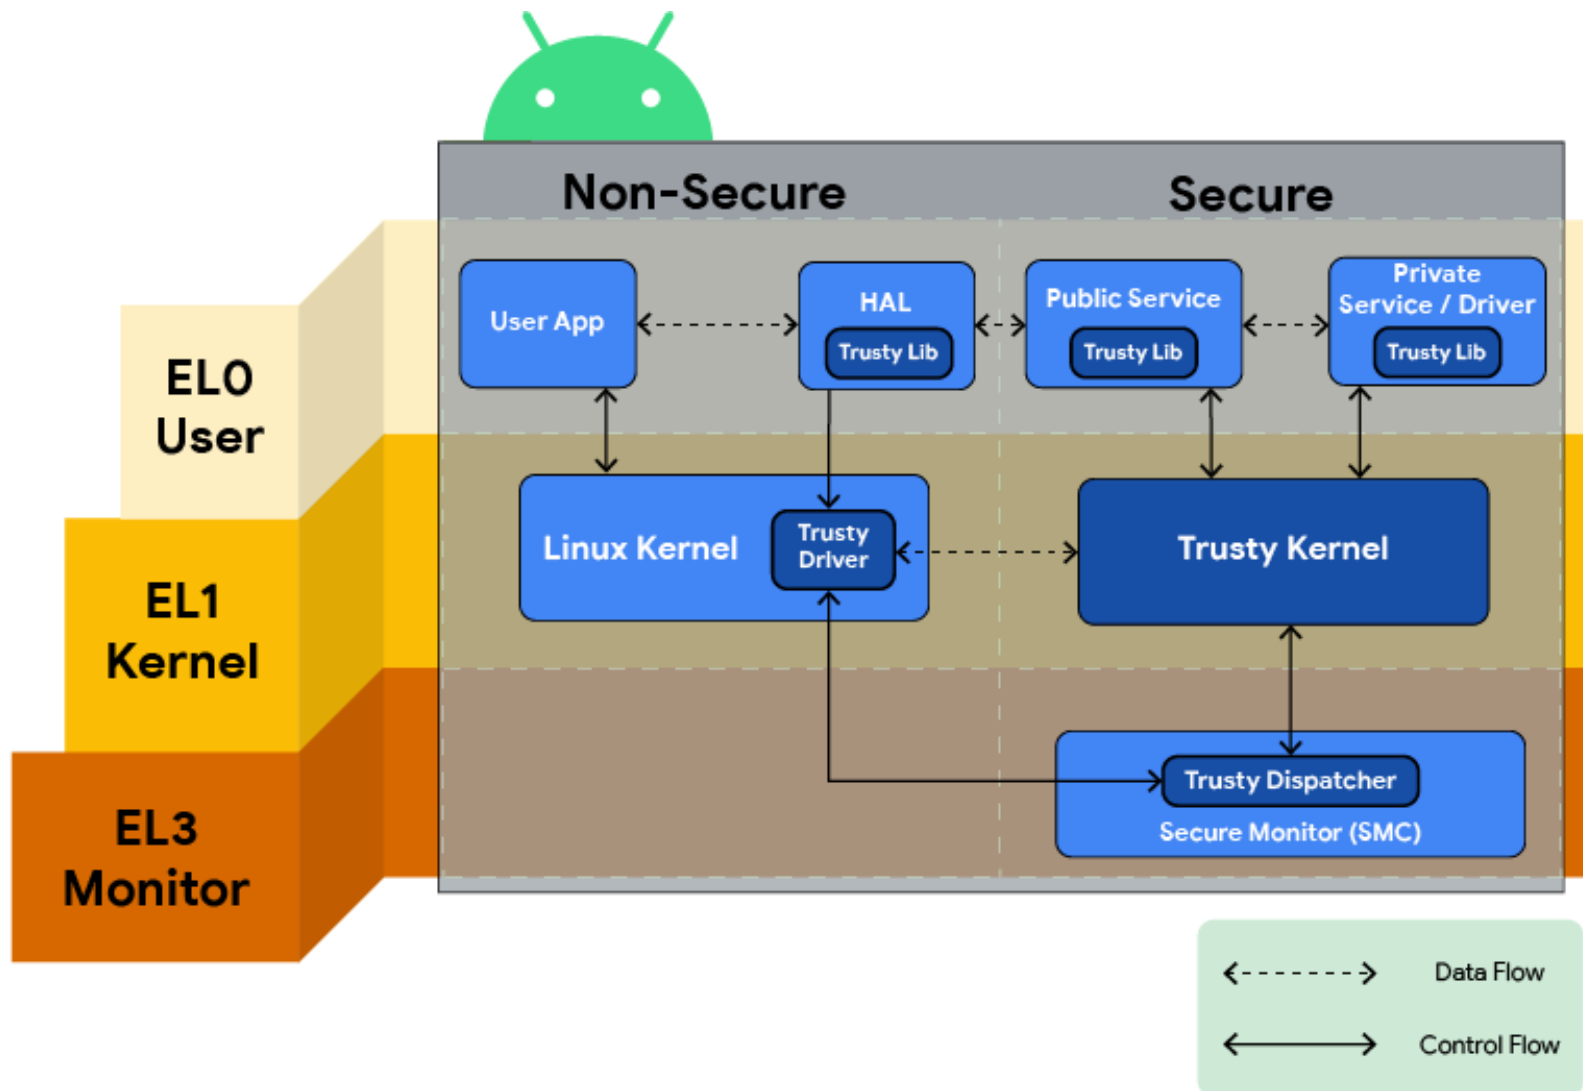 Non-Secure
Secure
EL0
User
User App
HAL
Trusty Lib
Public Service
Trusty Lib
Private
Service / Driver
Trusty Lib
EL1
Kernel
Linux Kernel
Trusty
Driver
Trusty Kernel
EL3
Monitor
Trusty Dispatcher
Secure Monitor (SMC)
Data Flow
Control Flow